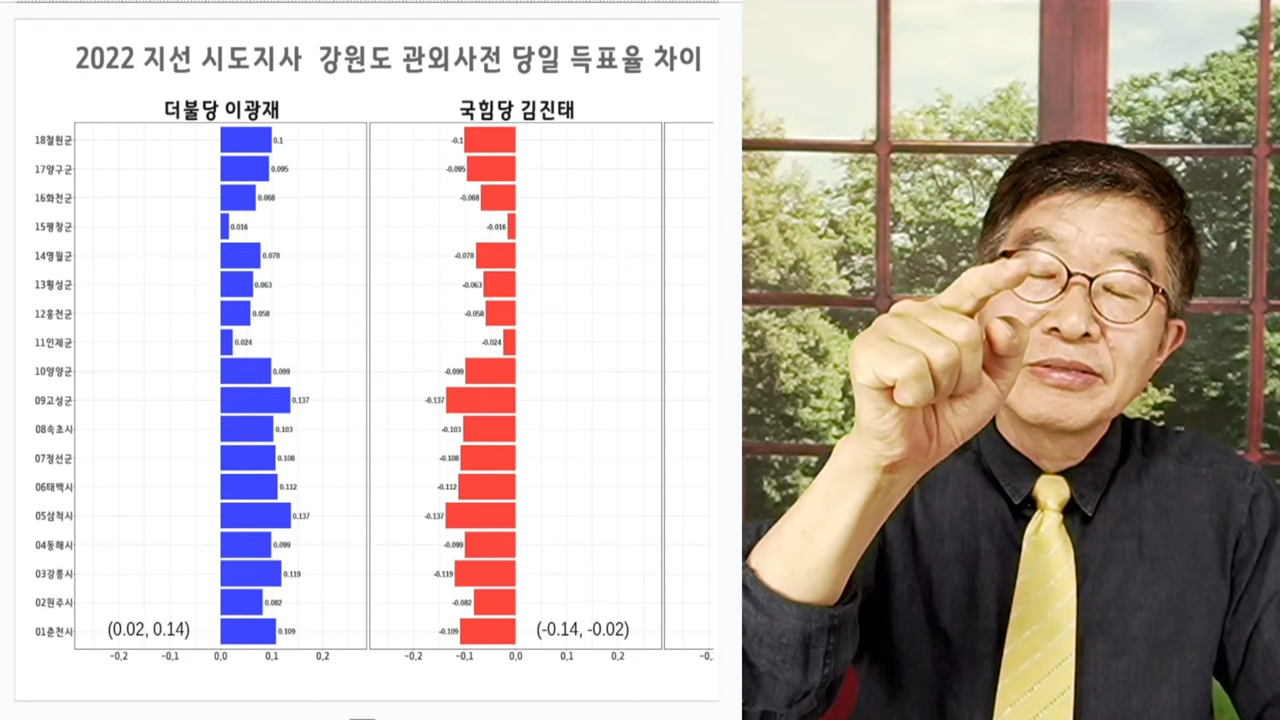 2022 지선 시도지사 강원도 관외사전 당일 득표율 차이
더불당 이광재 국힘당 김진태
18철원군 0.1 -0.1
17양구군 0.095 -0.095
16화천군 0.068 -0.068
15평창군 0.016 -0.016
14영월군 0.078 -0.078
13횡성군 0.063 -0.063
12홍천군 0.058 -0.058
11인제군 0.024 -0.024
10양양군 0.099 -0.099
09고성군 0.137 -0.137
08속초시 0.103 -0.103
07정선군 0.108 -0.108
06태백시 0.112 -0.112
05삼척시 0.137 -0.137
04동해시 0.099 -0.099
03강릉시 0.119 -0.119
02원주시 0.082 -0.082
01춘천시 (0.02, 0.14) 0.109 -0.109 (-0.14, -0.02)
-0,2 -0,1 0,0 0,1 0,2 -0,2 -0,1 0,0 0,1 0,2